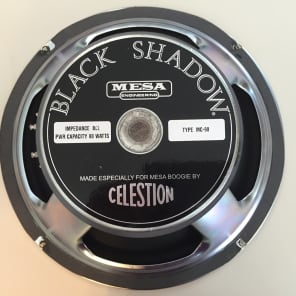 BLACK SHADOW®
MESA
ENGINEERING
IMPEDANCE 8Ω
PWR CAPACITY 90 WATTS
TYPE MC-90
MADE ESPECIALLY FOR MESA BOOGIE BY
CELESTION